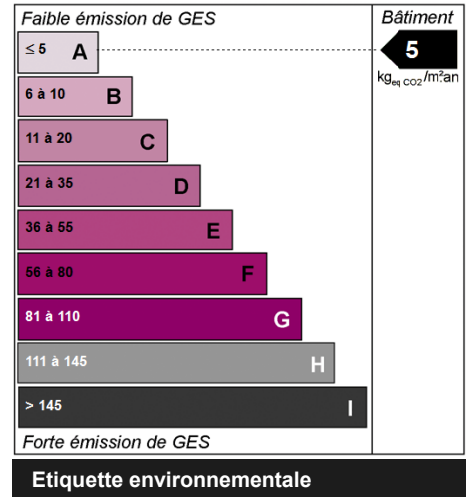 Faible émission de GES
Bâtiment
≤ 5 A
5
kgeq CO2/m²an
6 à 10 B
11 à 20 C
21 à 35 D
36 à 55 E
56 à 80 F
81 à 110 G
111 à 145 H
> 145 I
Forte émission de GES
Etiquette environnementale